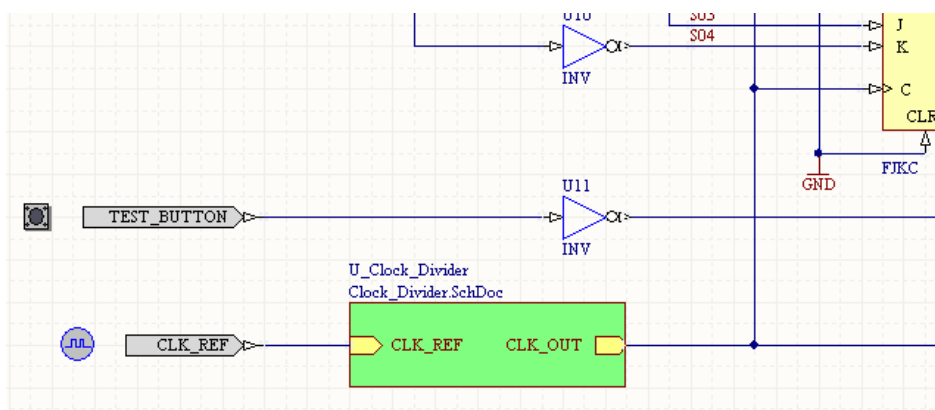 U10
S03
S04
J
K
INV
C
CLR
GND
FJKC
U11
TEST_BUTTON
INV
U_Clock_Divider
Clock_Divider.SchDoc
CLK_REF
CLK_REF
CLK_OUT